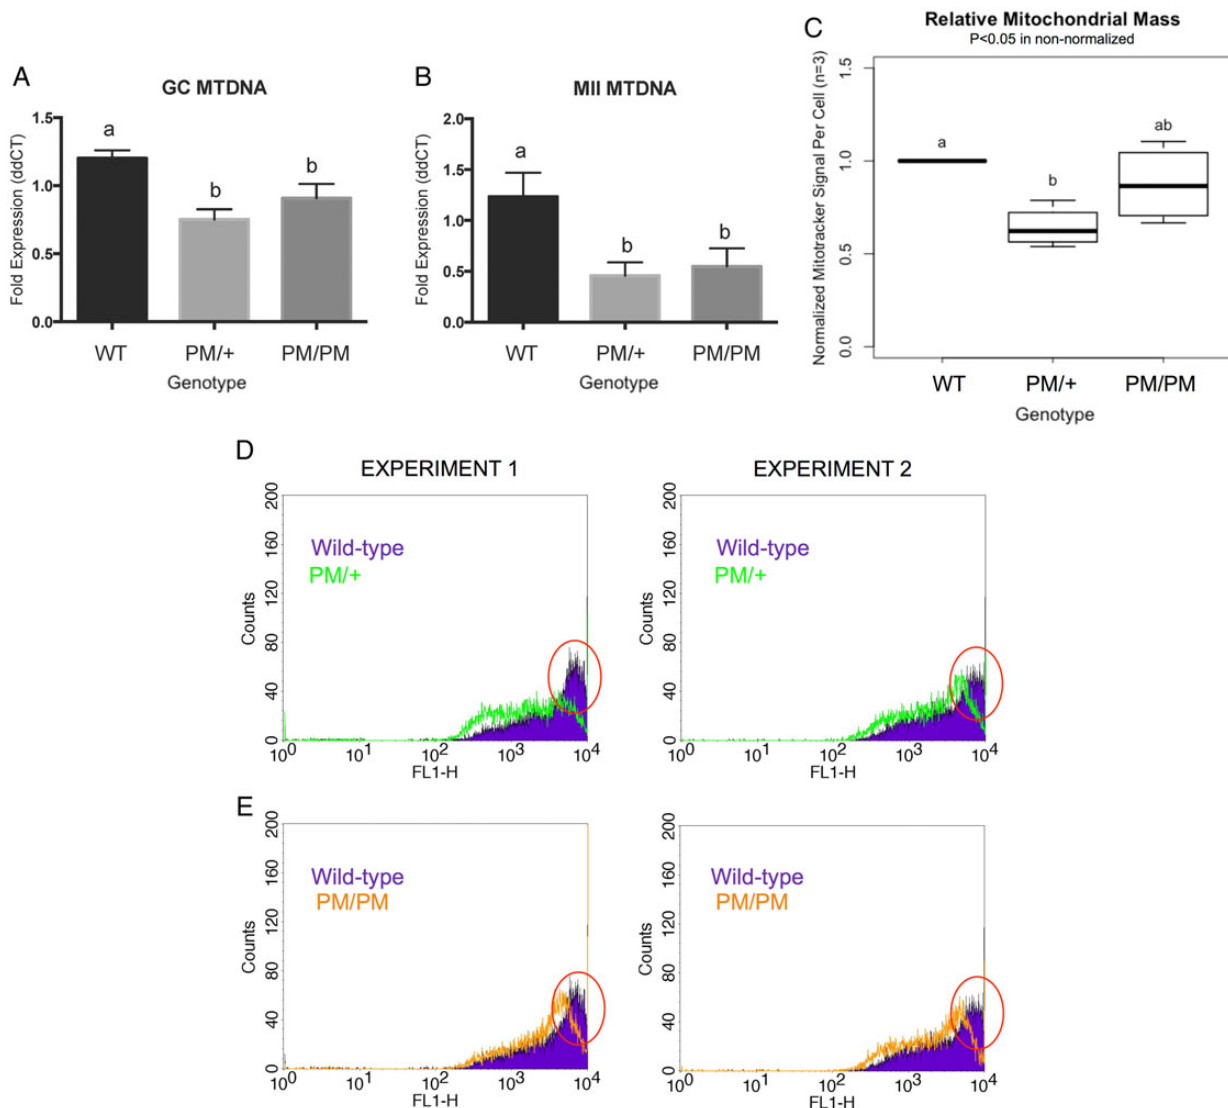 A
GC MTDNA
Fold Expression (ddCT)
1.5
1.0
0.5
0.0
a
b
b
WT PM/+ PM/PM
Genotype
B
MII MTDNA
Fold Expression (ddCT)
2.0
1.5
1.0
0.5
0.0
a
b
b
WT PM/+ PM/PM
Genotype
C
Relative Mitochondrial Mass
P<0.05 in non-normalized
Normalized Mitotracker Signal Per Cell (n=3)
1.5
1.0
0.5
0.0
a
b
ab
WT PM/+ PM/PM
Genotype
D
EXPERIMENT 1
Counts
200
160
120
80
40
0
Wild-type
PM/+
10^0 10^1 10^2 10^3 10^4
FL1-H
EXPERIMENT 2
Counts
200
160
120
80
40
0
Wild-type
PM/+
10^0 10^1 10^2 10^3 10^4
FL1-H
E
Counts
200
160
120
80
40
0
Wild-type
PM/PM
10^0 10^1 10^2 10^3 10^4
FL1-H
Counts
200
160
120
80
40
0
Wild-type
PM/PM
10^0 10^1 10^2 10^3 10^4
FL1-H